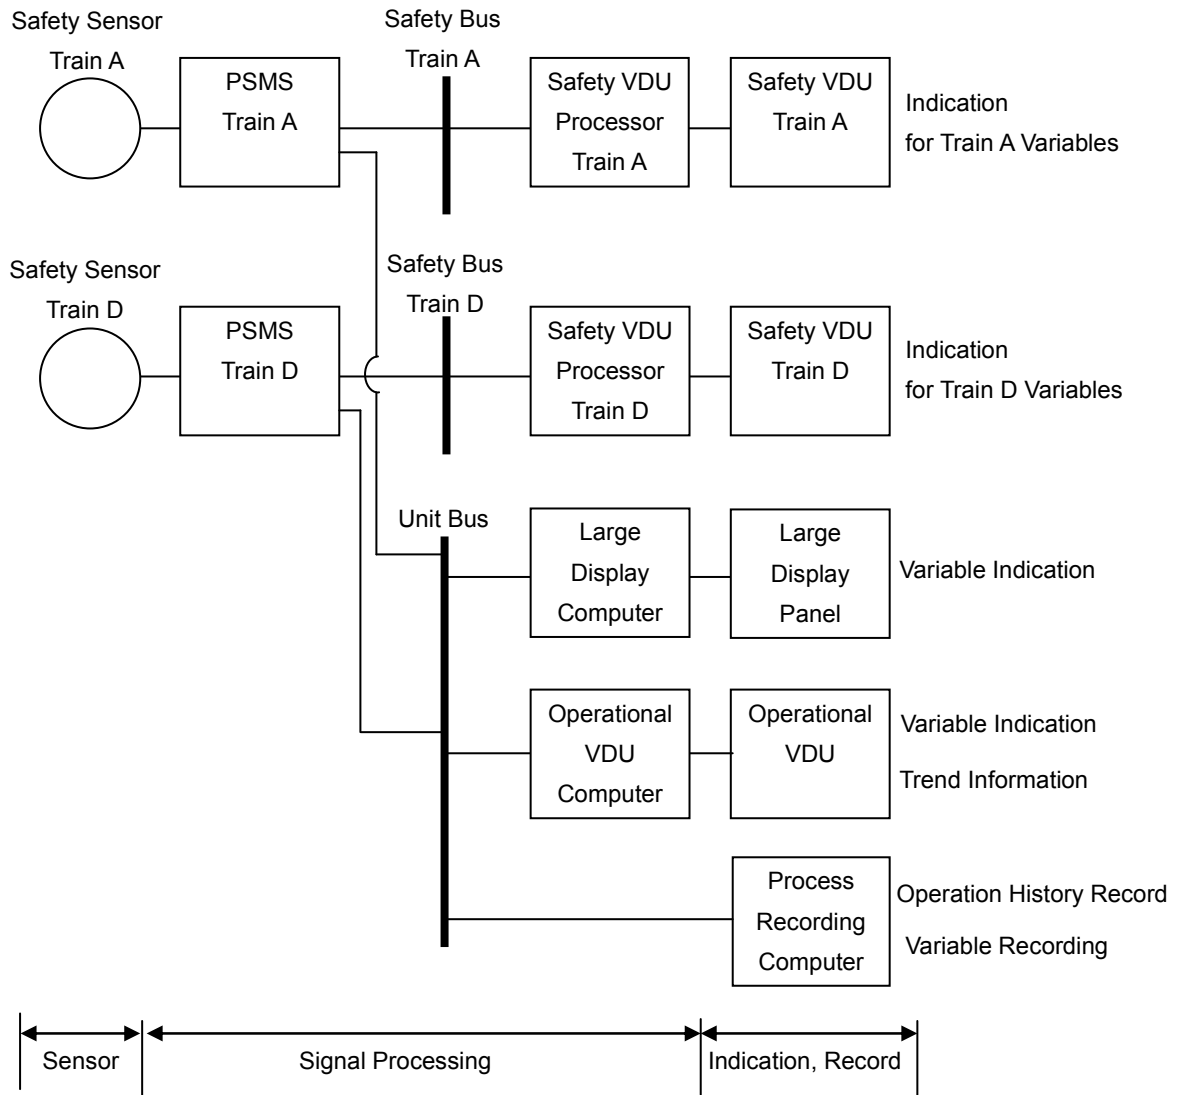 Safety Sensor
Train A
PSMS
Train A
Safety Bus
Train A
Safety VDU
Processor
Train A
Safety VDU
Train A
Indication
for Train A Variables
Safety Sensor
Train D
PSMS
Train D
Safety Bus
Train D
Safety VDU
Processor
Train D
Safety VDU
Train D
Indication
for Train D Variables
Unit Bus
Large
Display
Computer
Large
Display
Panel
Variable Indication
Operational
VDU
Computer
Operational
VDU
Variable Indication
Trend Information
Process
Recording
Computer
Operation History Record
Variable Recording
Sensor
Signal Processing
Indication, Record